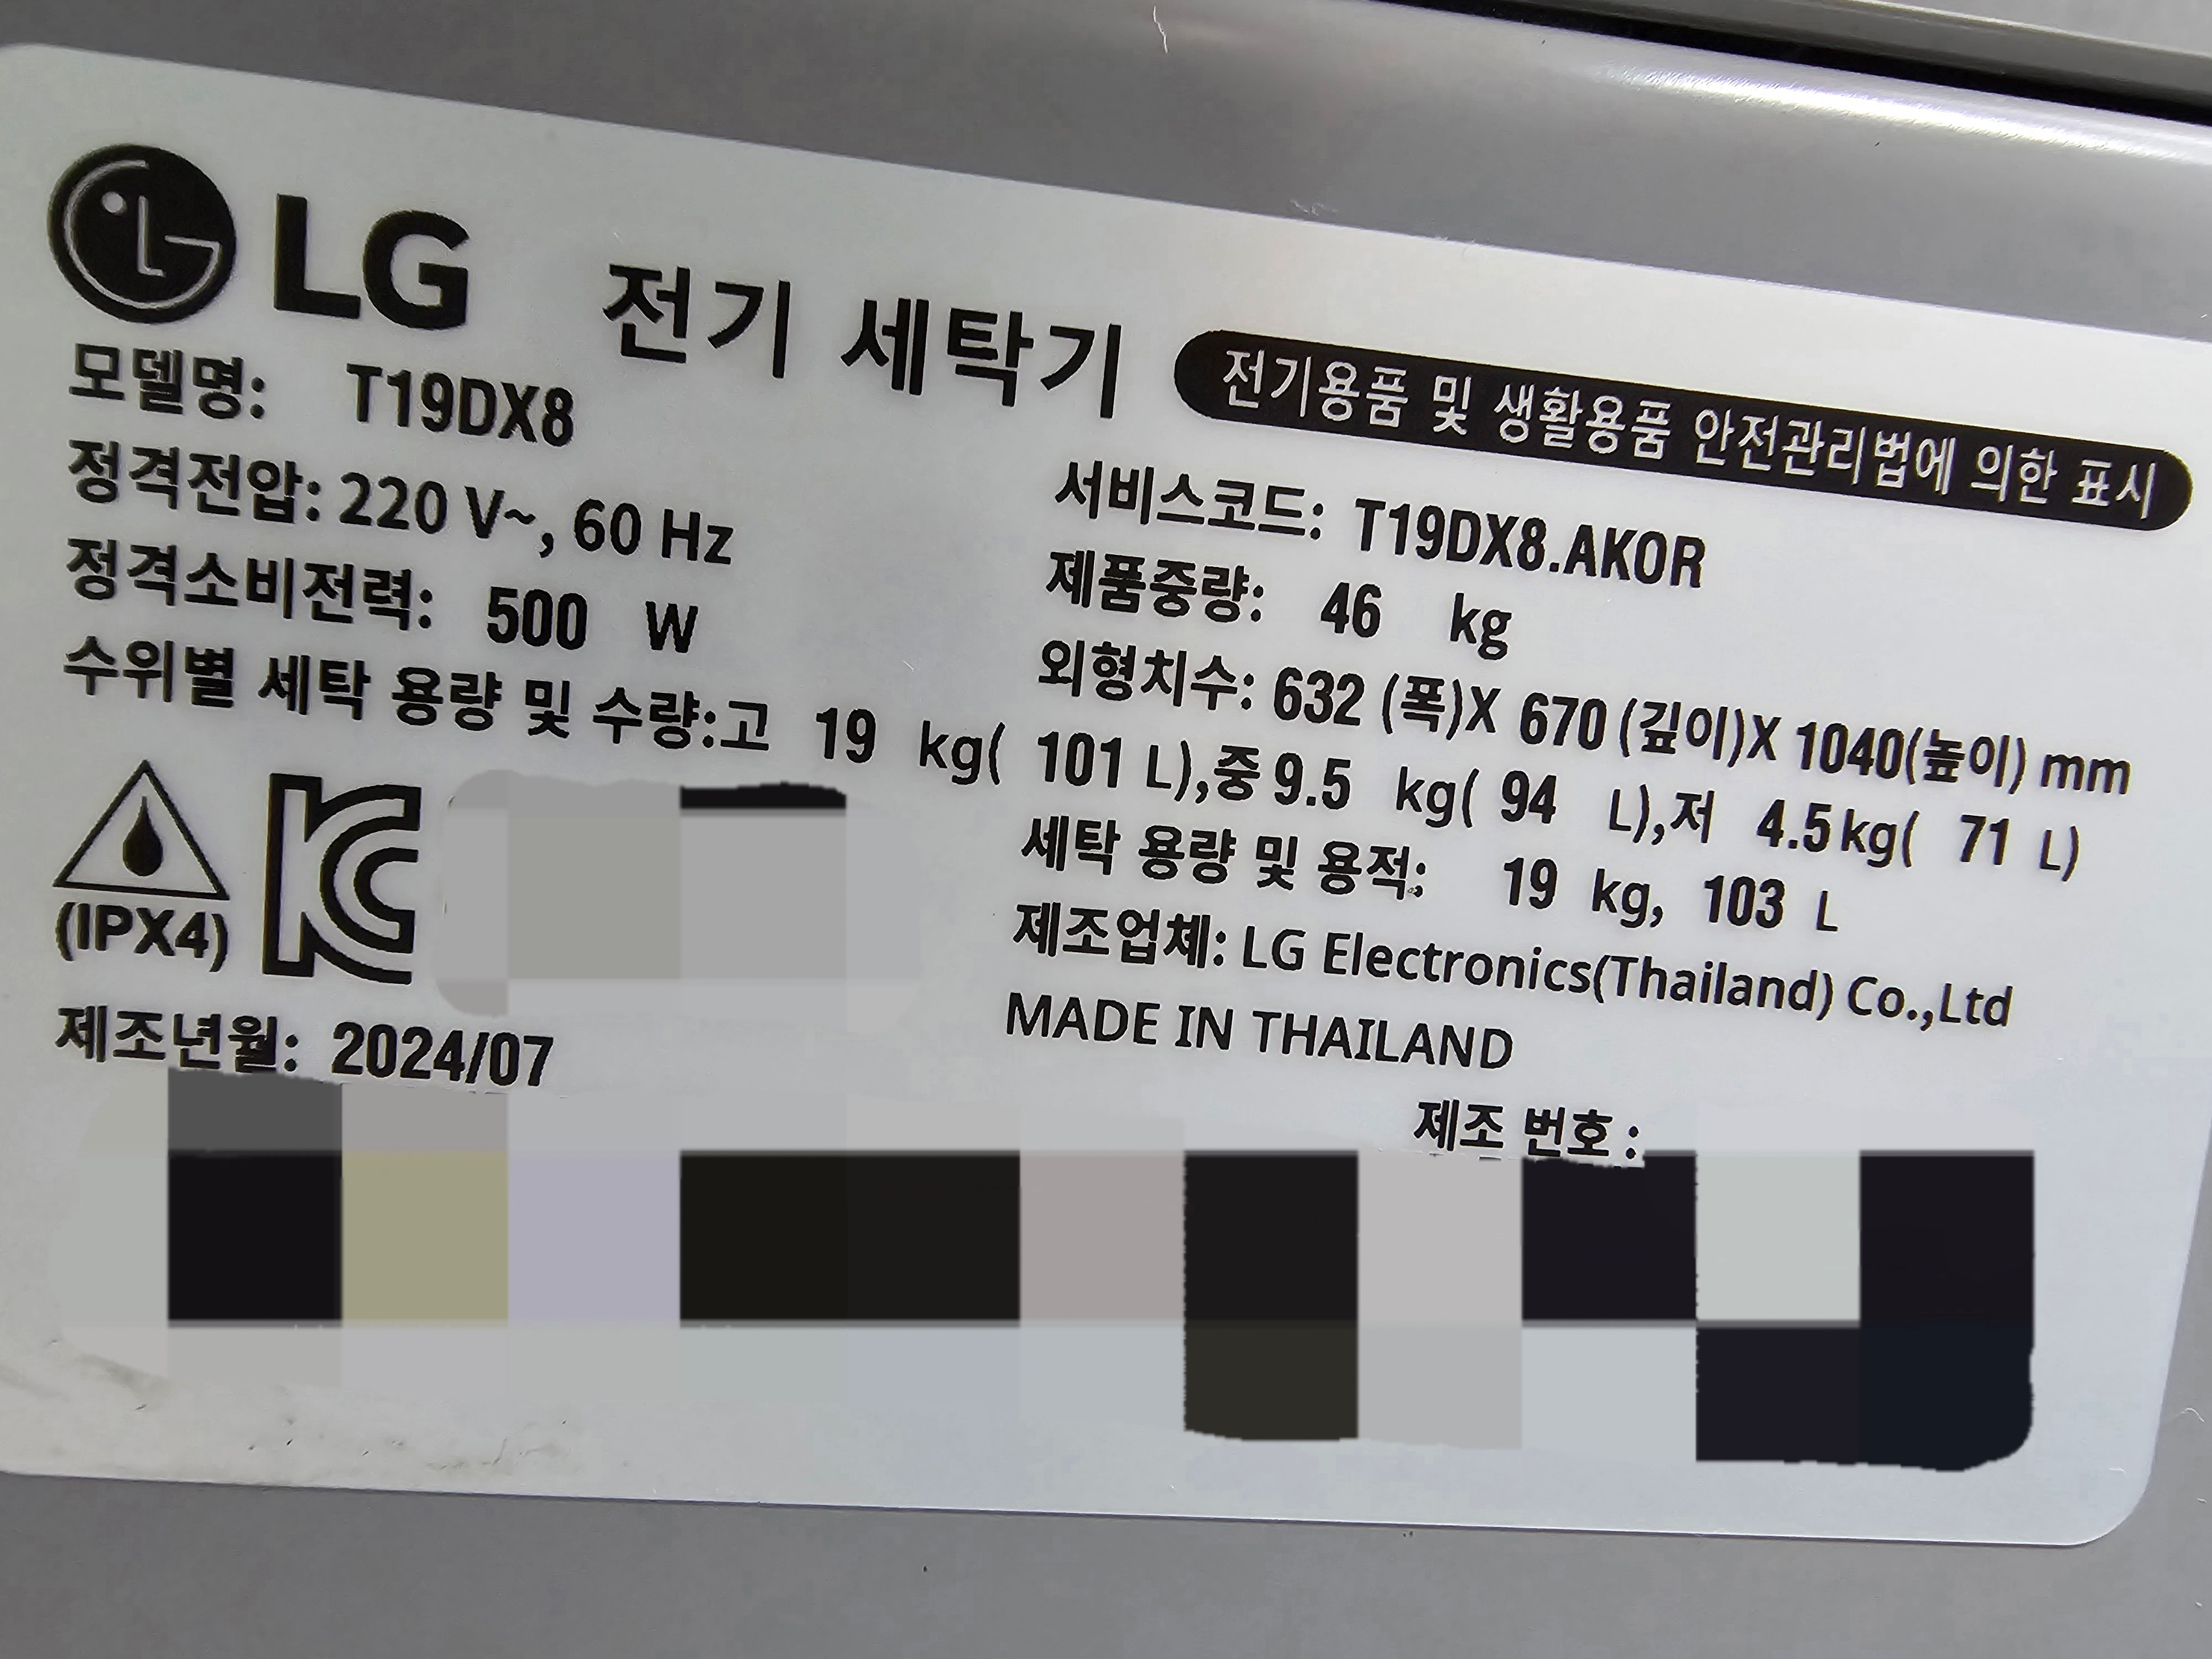 LG 전기 세탁기 전기용품 및 생활용품 안전관리법에 의한 표시
모델명: T19DX8
서비스코드: T19DX8.AKOR
정격전압: 220 V~, 60 Hz
제품중량: 46 kg
정격소비전력: 500 W
외형치수: 632 (폭)X 670 (깊이)X 1040(높이) mm
수위별 세탁 용량 및 수량:고 19 kg( 101 L),중 9.5 kg( 94 L),저 4.5kg( 71 L)
세탁 용량 및 용적: 19 kg, 103 L
(IPX4)
제조업체: LG Electronics(Thailand) Co.,Ltd
MADE IN THAILAND
제조년월: 2024/07
제조 번호 :